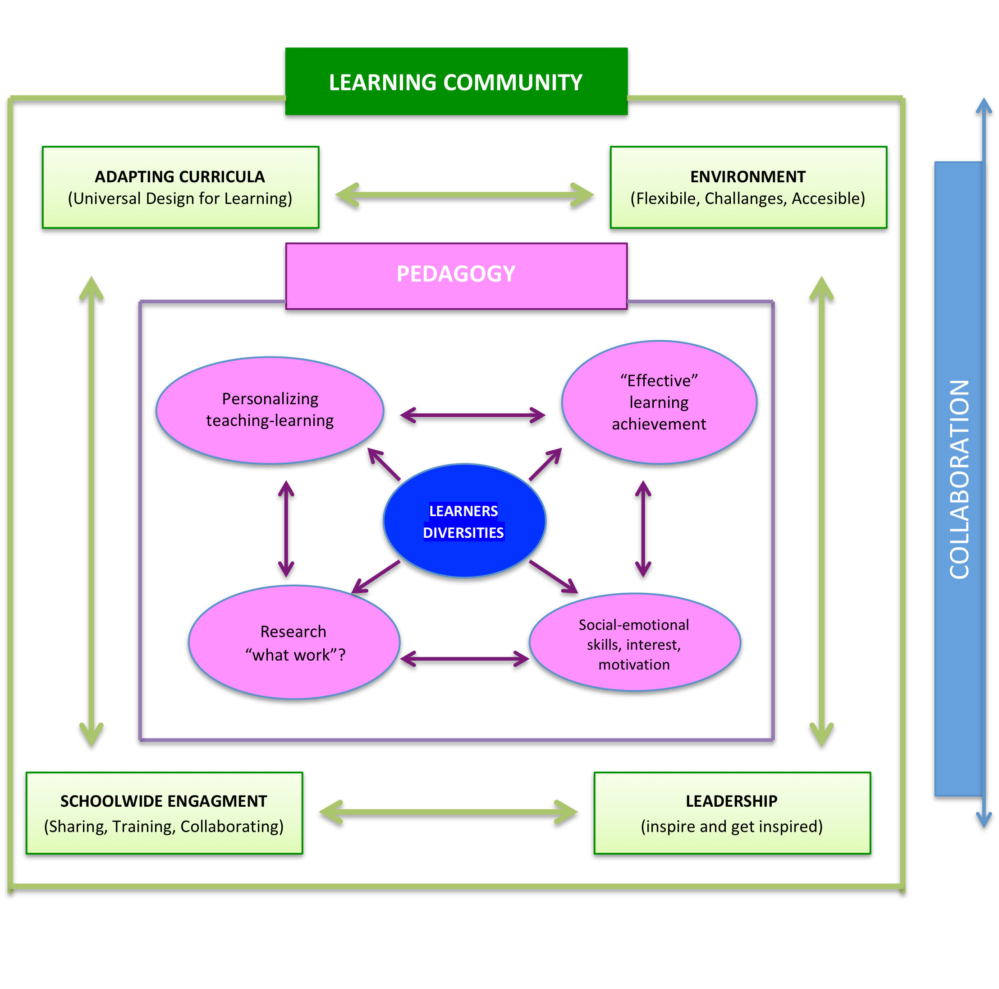 LEARNING COMMUNITY
ADAPTING CURRICULA
(Universal Design for Learning)
ENVIRONMENT
(Flexibile, Challanges, Accesible)
PEDAGOGY
Personalizing
teaching-learning
“Effective”
learning
achievement
LEARNERS
DIVERSITIES
Research
“what work”?
Social-emotional
skills, interest,
motivation
SCHOOLWIDE ENGAGMENT
(Sharing, Training, Collaborating)
LEADERSHIP
(inspire and get inspired)
COLLABORATION